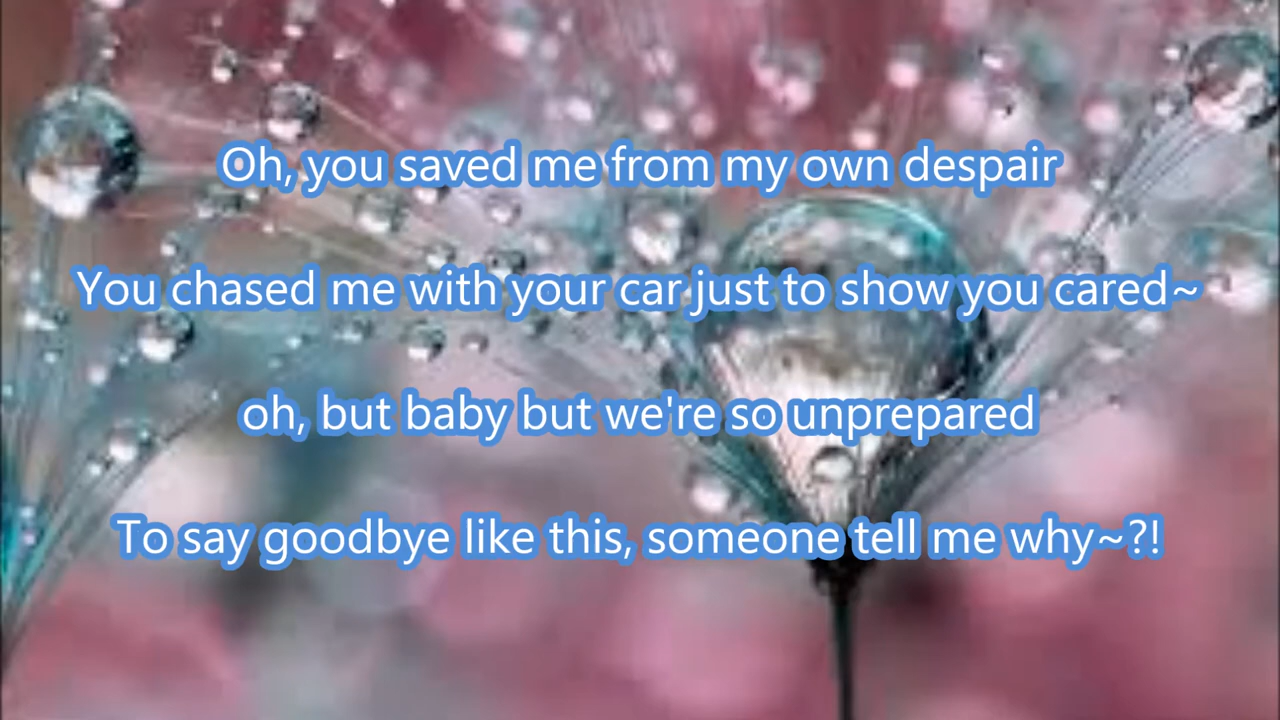 Oh, you saved me from my own despair
You chased me with your car just to show you cared~
oh, but baby but we're so unprepared
To say goodbye like this, someone tell me why~?!